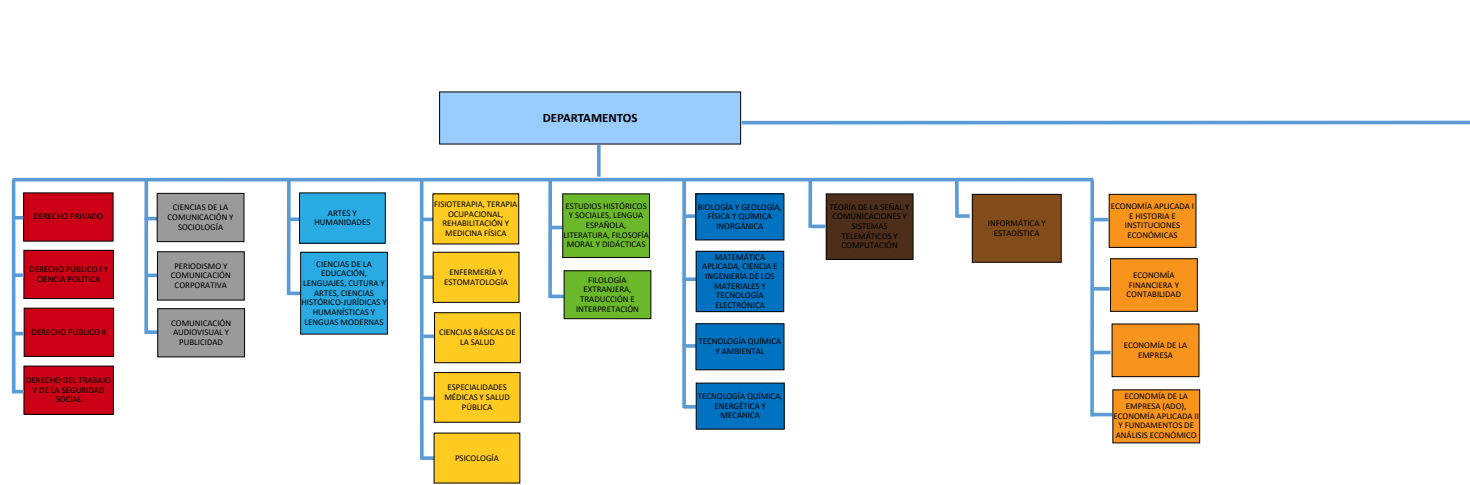 DEPARTAMENTOS
DERECHO PRIVADO
DERECHO PÚBLICO I Y
CIENCIA POLÍTICA
DERECHO PÚBLICO II
DERECHO DEL TRABAJO
Y DE LA SEGURIDAD
SOCIAL
CIENCIAS DE LA
COMUNICACIÓN Y
SOCIOLOGÍA
PERIODISMO Y
COMUNICACIÓN
CORPORATIVA
COMUNICACIÓN
AUDIOVISUAL Y
PUBLICIDAD
ARTES Y
HUMANIDADES
CIENCIAS DE LA
EDUCACIÓN,
LENGUAJES, CUTURA Y
ARTES, CIENCIAS
HISTÓRICO-JURÍDICAS Y
HUMANÍSTICAS Y
LENGUAS MODERNAS
FISIOTERAPIA, TERAPIA
OCUPACIONAL,
REHABILITACIÓN Y
MEDICINA FÍSICA
ENFERMERÍA Y
ESTOMATOLOGÍA
CIENCIAS BÁSICAS DE
LA SALUD
ESPECIALIDADES
MÉDICAS Y SALUD
PÚBLICA
PSICOLOGÍA
ESTUDIOS HISTÓRICOS
Y SOCIALES, LENGUA
ESPAÑOLA,
LITERATURA, FILOSOFÍA
MORAL Y DIDÁCTICAS
FILOLOGÍA
EXTRANJERA,
TRADUCCIÓN E
INTERPRETACIÓN
BIOLOGÍA Y GEOLOGÍA,
FÍSICA Y QUÍMICA
INORGÁNICA
MATEMÁTICA
APLICADA, CIENCIA E
INGENIERÍA DE LOS
MATERIALES Y
TECNOLOGÍA
ELECTRÓNICA
TECNOLOGÍA QUÍMICA
Y AMBIENTAL
TECNOLOGÍA QUÍMICA,
ENERGÉTICA Y
MECÁNICA
TEORÍA DE LA SEÑAL Y
COMUNICACIONES Y
SISTEMAS
TELEMÁTICOS Y
COMPUTACIÓN
INFORMÁTICA Y
ESTADÍSTICA
ECONOMÍA APLICADA I
E HISTORIA E
INSTITUCIONES
ECONÓMICAS
ECONOMÍA
FINANCIERA Y
CONTABILIDAD
ECONOMÍA DE LA
EMPRESA
ECONOMÍA DE LA
EMPRESA (ADO),
ECONOMÍA APLICADA II
Y FUNDAMENTOS DE
ANÁLISIS ECONÓMICO